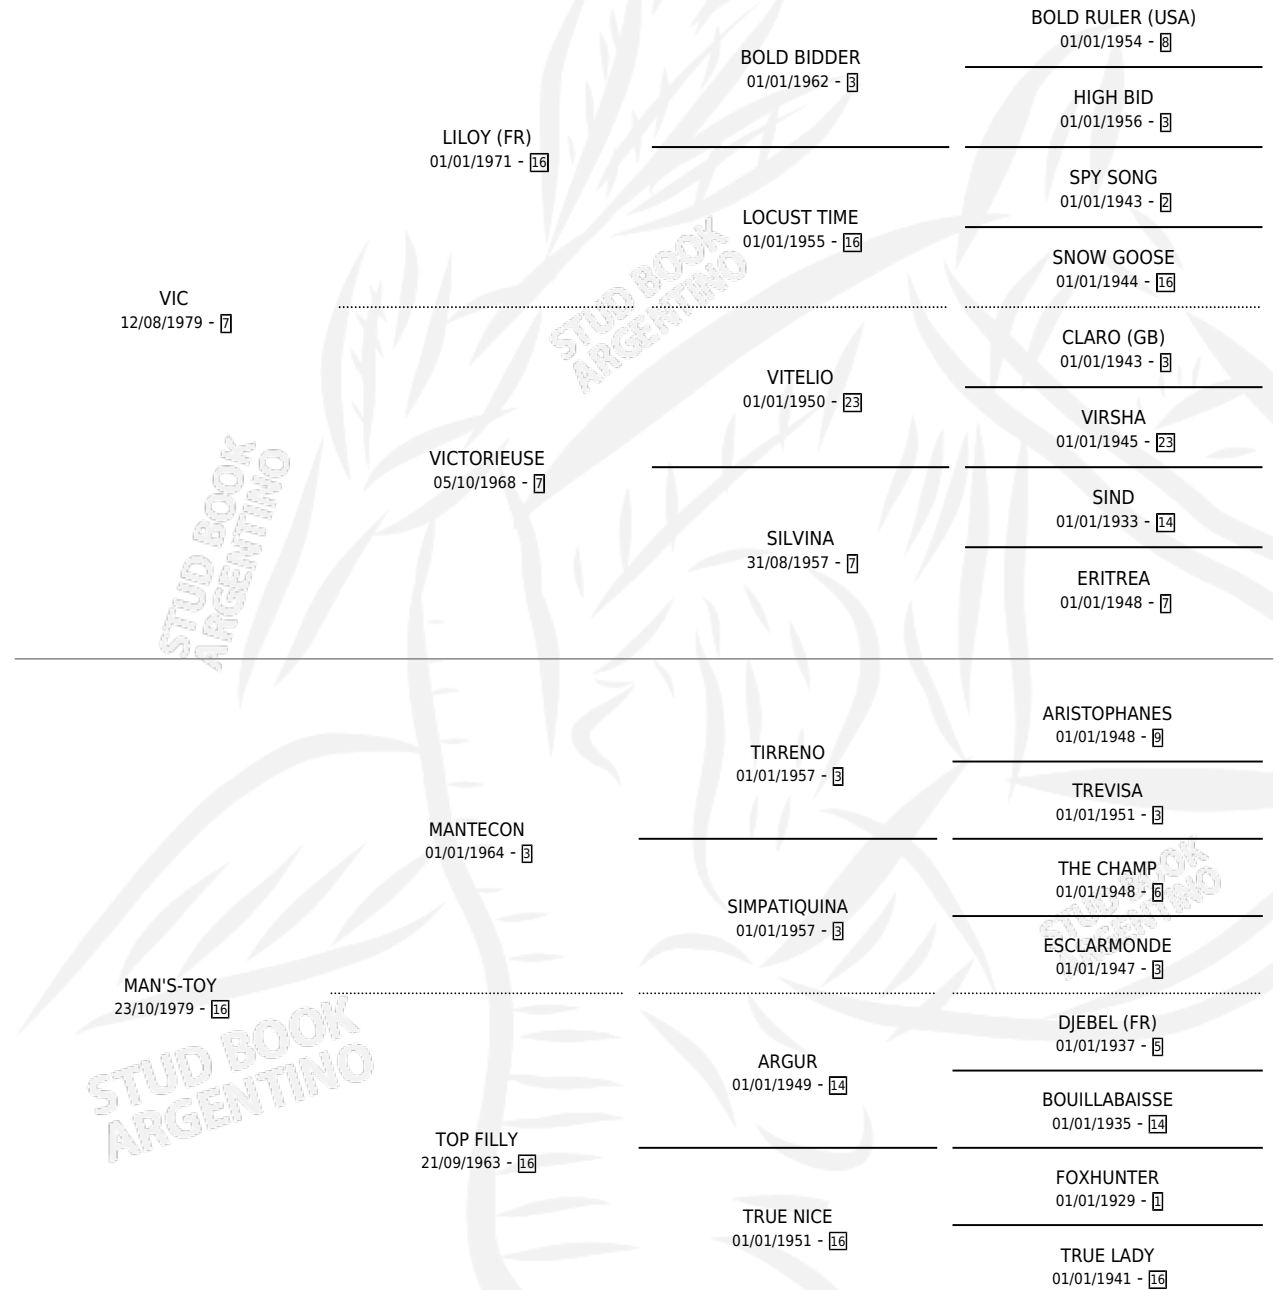 BOLD RULER (USA)
01/01/1954 - 8
BOLD BIDDER
01/01/1962 - 3
HIGH BID
01/01/1956 - 3
LILOY (FR)
01/01/1971 - 16
SPY SONG
01/01/1943 - 2
LOCUST TIME
01/01/1955 - 16
SNOW GOOSE
01/01/1944 - 16
VIC
12/08/1979 - 7
CLARO (GB)
01/01/1943 - 3
VITELIO
01/01/1950 - 23
VIRSHA
01/01/1945 - 23
VICTORIEUSE
05/10/1968 - 7
SIND
01/01/1933 - 14
SILVINA
31/08/1957 - 7
ERITREA
01/01/1948 - 7
ARISTOPHANES
01/01/1948 - 9
TIRRENO
01/01/1957 - 3
TREVISA
01/01/1951 - 3
MANTECON
01/01/1964 - 3
THE CHAMP
01/01/1948 - 6
SIMPATIQUINA
01/01/1957 - 3
ESCLARMONDE
01/01/1947 - 3
MAN'S-TOY
23/10/1979 - 16
DJEBEL (FR)
01/01/1937 - 5
ARGUR
01/01/1949 - 14
BOUILLABAISSE
01/01/1935 - 14
TOP FILLY
21/09/1963 - 16
FOXHUNTER
01/01/1929 - 1
TRUE NICE
01/01/1951 - 16
TRUE LADY
01/01/1941 - 16
STUD BOOK
ARGENTINO
STUD BOOK
ARGENTINO
STUD BOOK
ARGENTINO
STUD BOOK
ARGENTINO